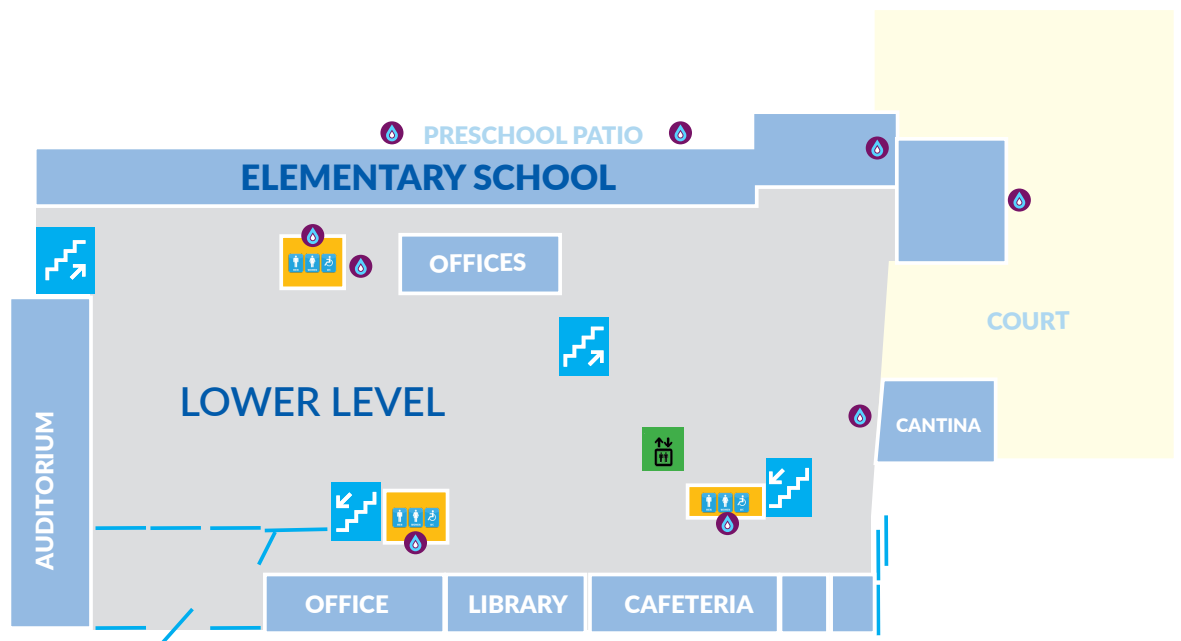 PRESCHOOL PATIO
ELEMENTARY SCHOOL
OFFICES
COURT
LOWER LEVEL
AUDITORIUM
CANTINA
OFFICE
LIBRARY
CAFETERIA